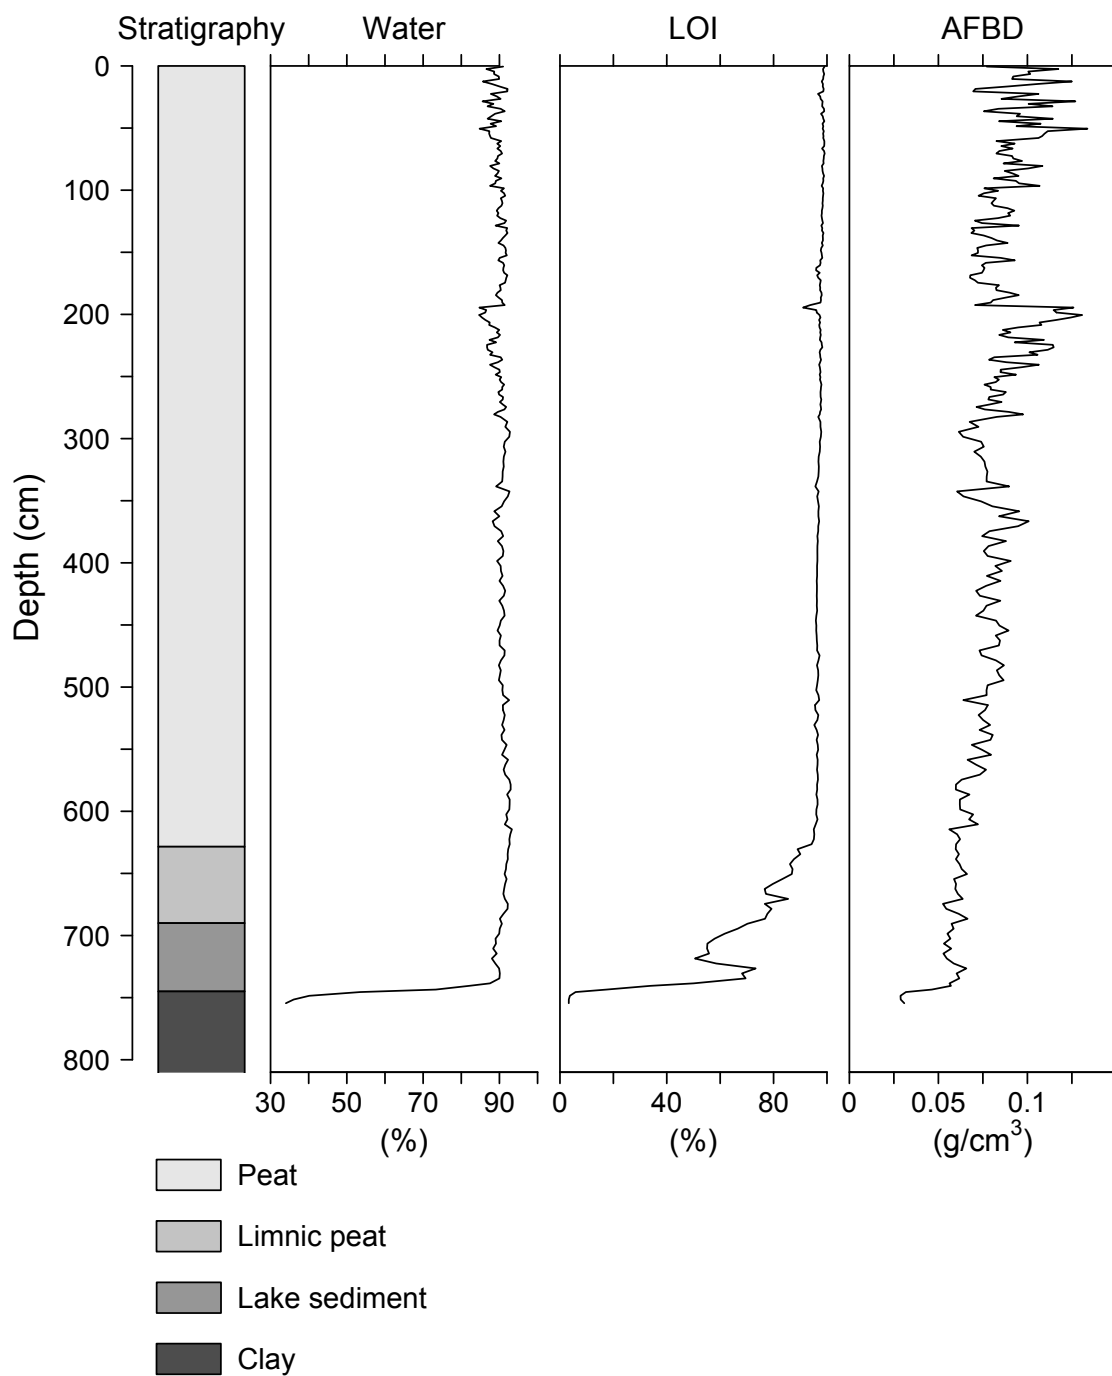 Stratigraphy Water LOI AFBD
0
100
200
300
400
500
600
700
800
Depth (cm)
30 50 70 90 0 40 80 0 0.05 0.1
(%) (%) (g/cm³)
Peat
Limnic peat
Lake sediment
Clay